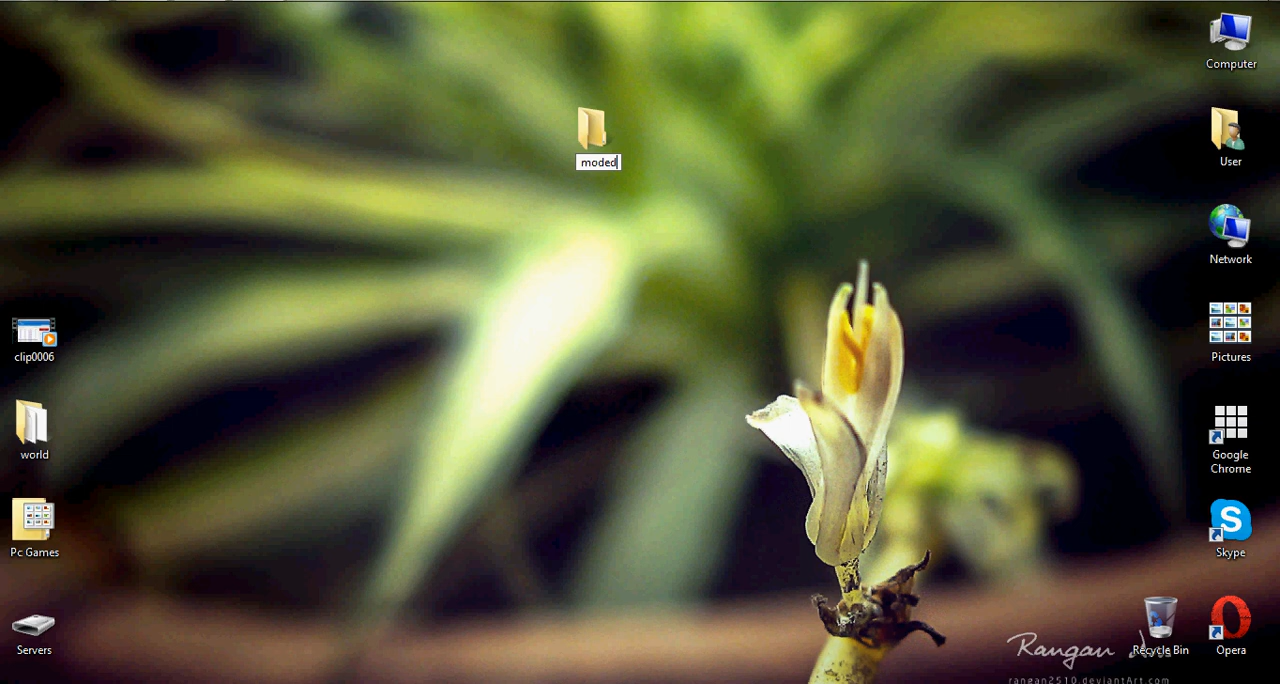 Computer
moded
User
Network
clip0006
Pictures
world
Google
Chrome
Pc Games
S
Skype
Servers
Rangan
Recycle Bin
Opera
rangan2510.deviantArt.com